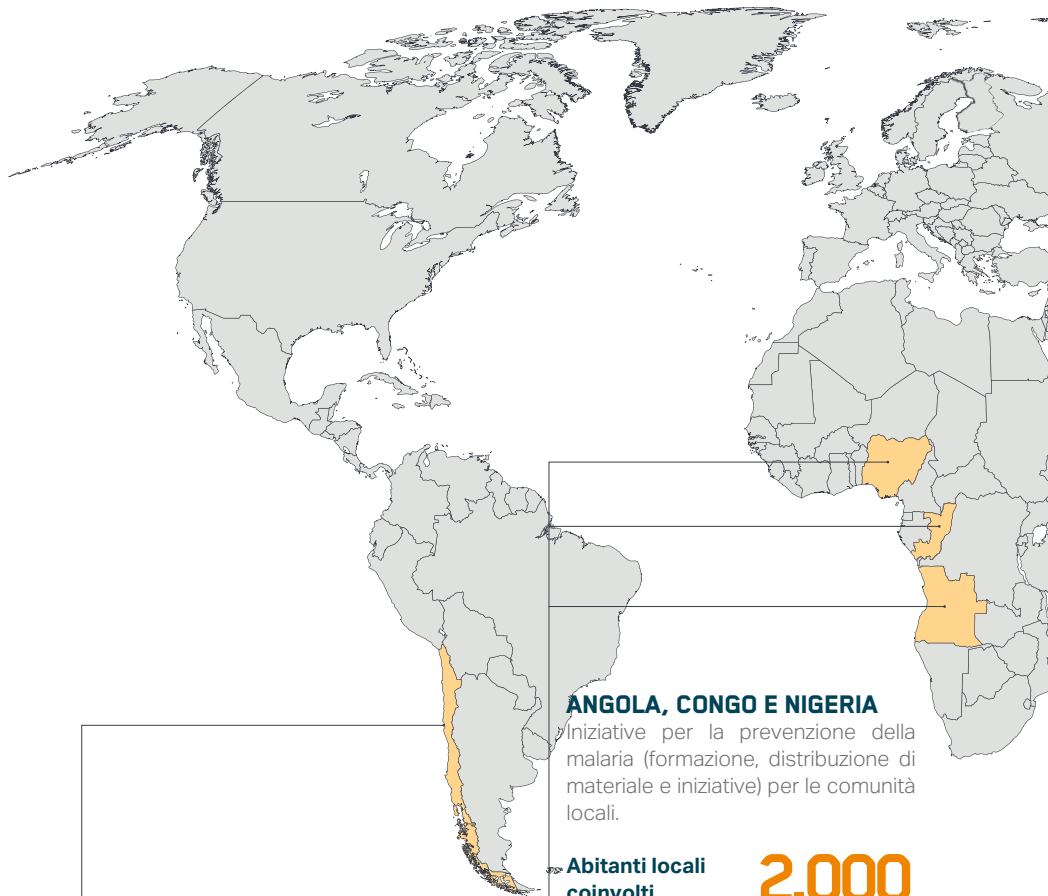 ANGOLA, CONGO E NIGERIA
Iniziative per la prevenzione della
malaria (formazione, distribuzione di
materiale e iniziative) per le comunità
locali.
Abitanti locali
coinvolti
2.000